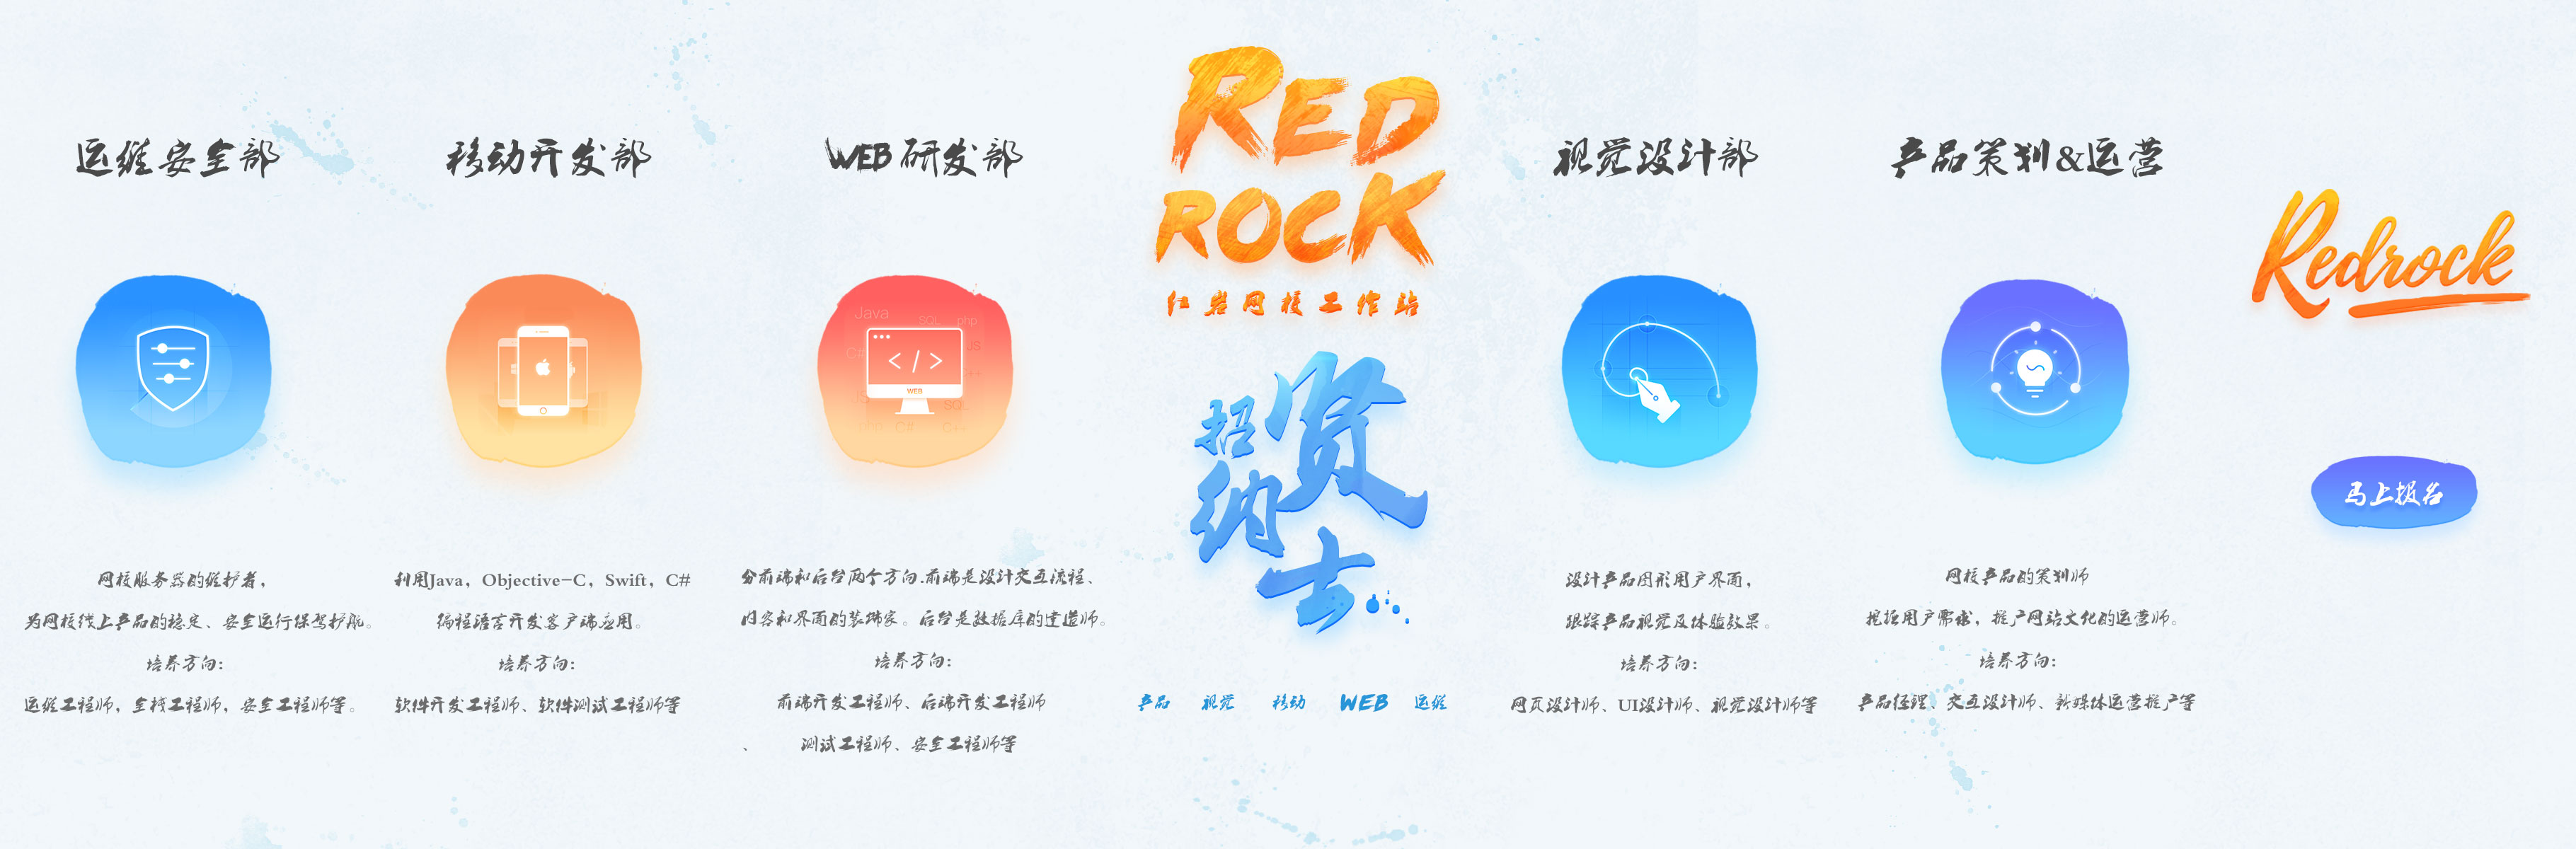 运维安全部
网校服务器的维护者，
为网校线上产品的稳定、安全运行保驾护航。
培养方向：
运维工程师，全栈工程师，安全工程师等。
移动开发部
利用Java，Objective-C，Swift，C#
编程语言开发客户端应用。
培养方向：
软件开发工程师、软件测试工程师等
WEB研发部
Java
SQL
php
JS
C#
WEB
SQ
C#
C++
分前端和后台两个方向.前端是设计交互流程、
内容和界面的装饰家。后台是数据库的建造师。
培养方向：
前端开发工程师、后端开发工程师
、 测试工程师、安全工程师等
RED
ROCK
红岩网校工作站
招纳
贤士
产品 视觉 移动 WEB 运维
视觉设计部
设计产品图形用户界面，
跟踪产品视觉及体验效果。
培养方向：
网页设计师、UI设计师、视觉设计师等
产品策划&运营
网校产品的策划师
挖掘用户需求，推广网站文化的运营师。
培养方向：
产品经理、交互设计师、新媒体运营推广等
Redrock
马上报名